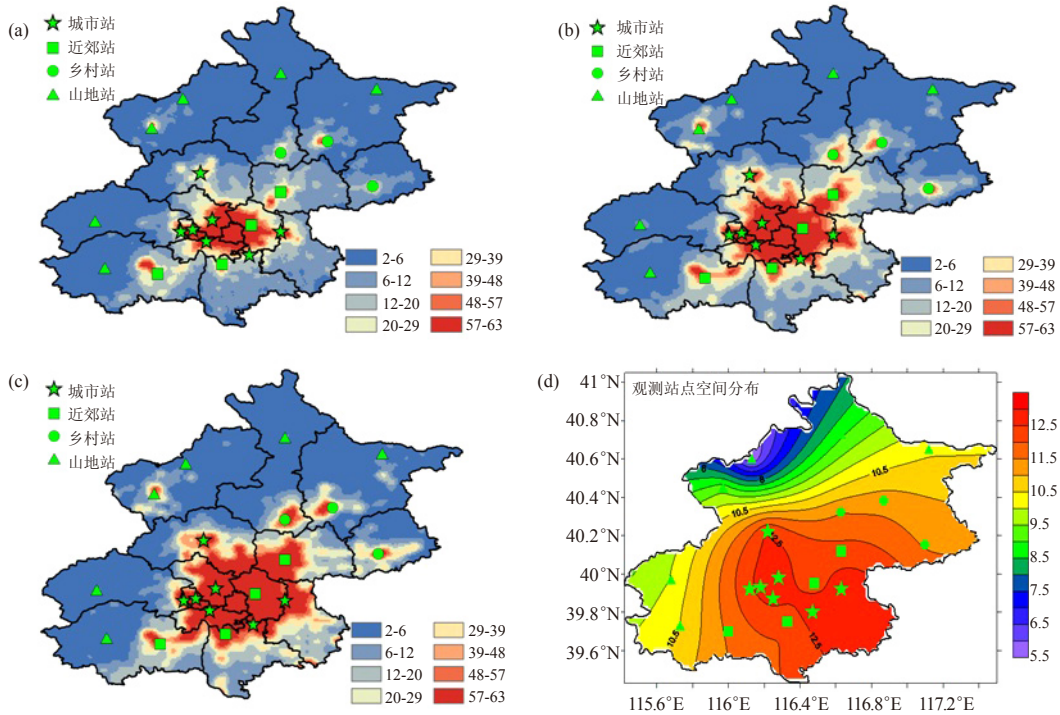 (a)
城市站
近郊站
乡村站
山地站
2-6
6-12
12-20
20-29
29-39
39-48
48-57
57-63
(b)
城市站
近郊站
乡村站
山地站
2-6
6-12
12-20
20-29
29-39
39-48
48-57
57-63
(c)
城市站
近郊站
乡村站
山地站
2-6
6-12
12-20
20-29
29-39
39-48
48-57
57-63
(d)
观测站点空间分布
41°N
40.8°N
40.6°N
40.4°N
40.2°N
40°N
39.8°N
39.6°N
115.6°E
116°E
116.4°E
116.8°E
117.2°E
10.5
10.5
10.5
12.5
12.5
11.5
10.5
9.5
8.5
7.5
6.5
5.5